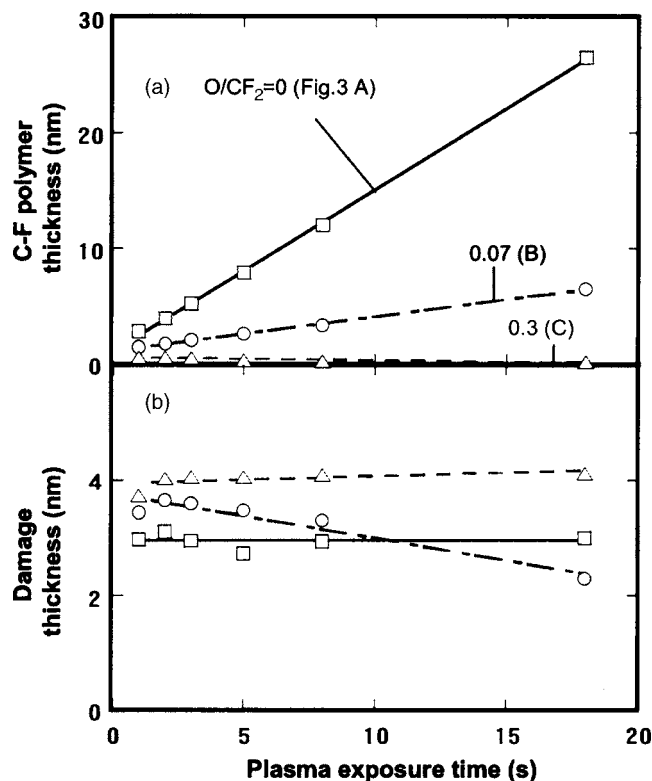 30
(a)
O/CF₂=0 (Fig.3 A)
20
C-F polymer
thickness (nm)
10
0.07 (B)
0.3 (C)
0
(b)
4
Damage
thickness (nm)
2
0
0 5 10 15 20
Plasma exposure time (s)